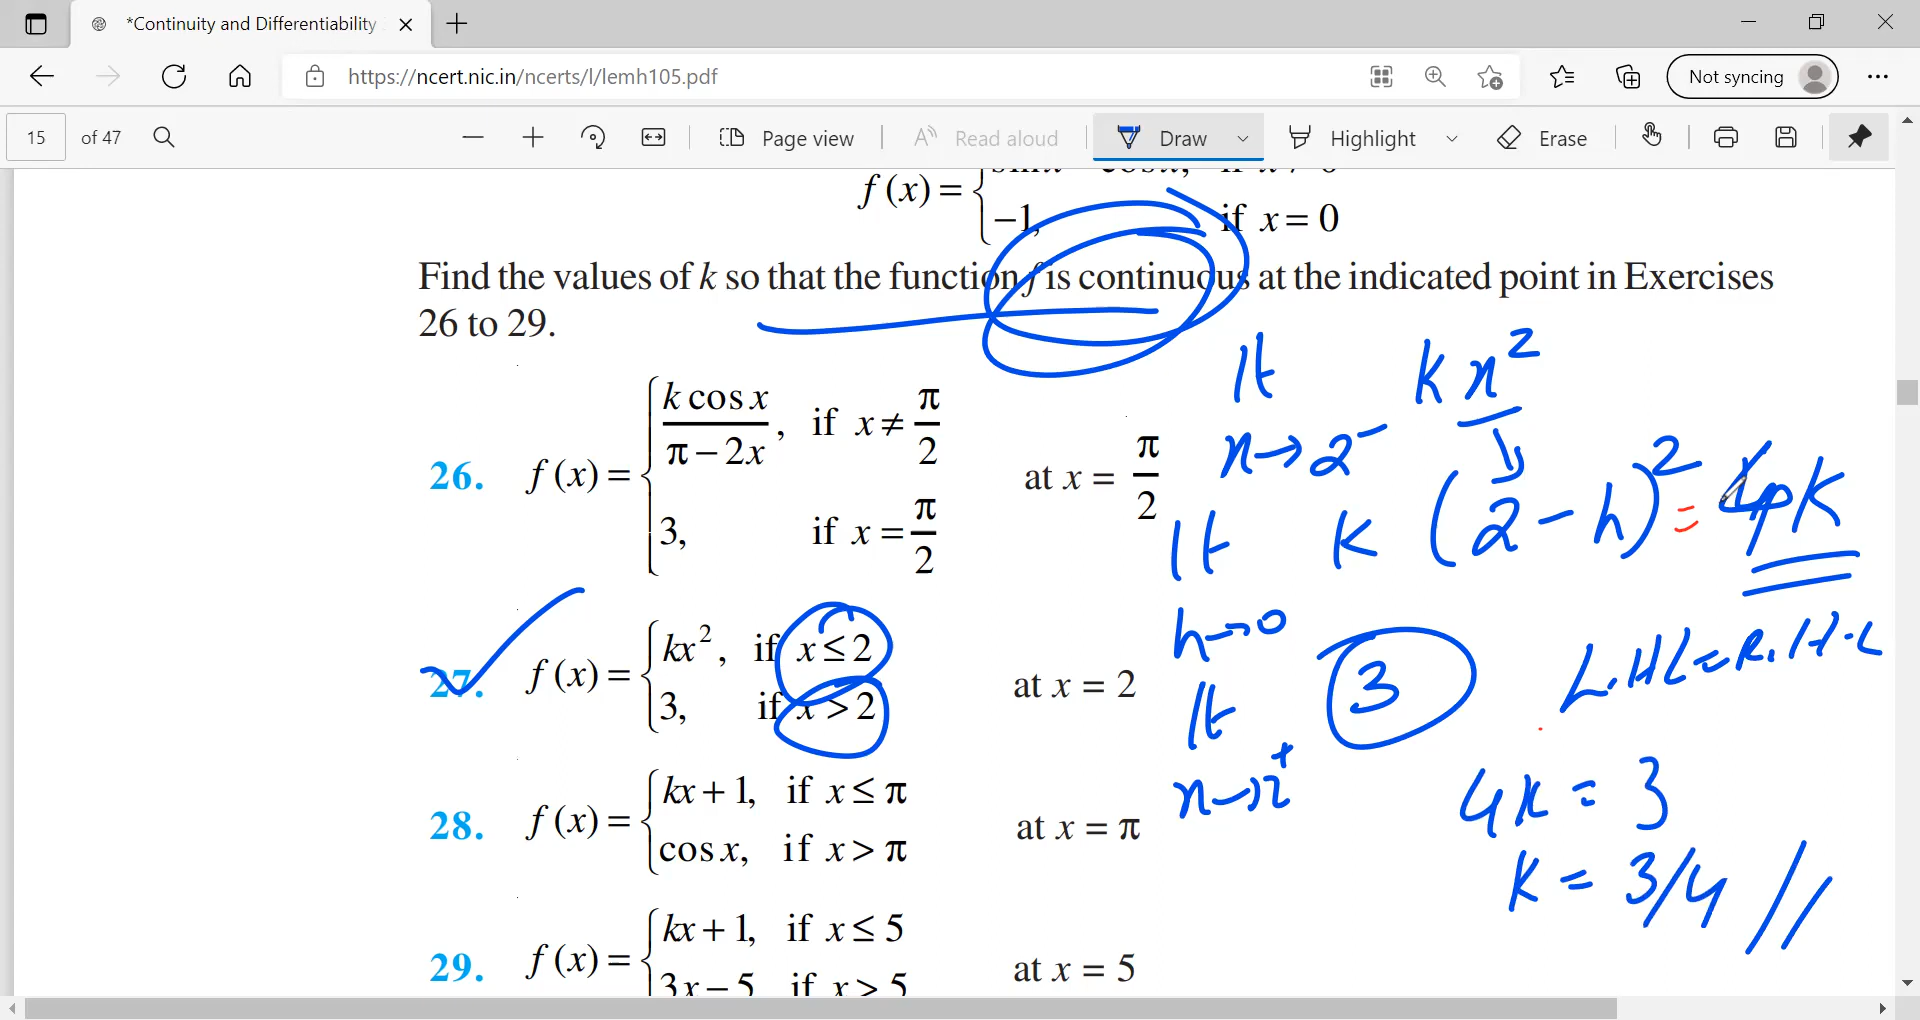 *Continuity and Differentiability
https://ncert.nic.in/ncerts/l/lemh105.pdf
Not syncing
15 of 47
Page view
Read aloud
Draw
Highlight
Erase
f (x) =
−1, if x = 0
Find the values of k so that the function f is continuous at the indicated point in Exercises
26 to 29.
26. f (x) = { k cos x / π − 2x , if x ≠ π/2
3, if x = π/2
at x = π/2
27. f (x) = { kx², if x ≤ 2
3, if x > 2
at x = 2
28. f (x) = { kx + 1, if x ≤ π
cos x, if x > π
at x = π
29. f (x) = { kx + 1, if x ≤ 5
3x − 5 if x > 5
at x = 5
lt k x²
x→2⁻
lt k (2 − h)² = 4k
h→0
lt 3
x→2⁺
L.HL = R.H.L
4k = 3
k = 3/4 //